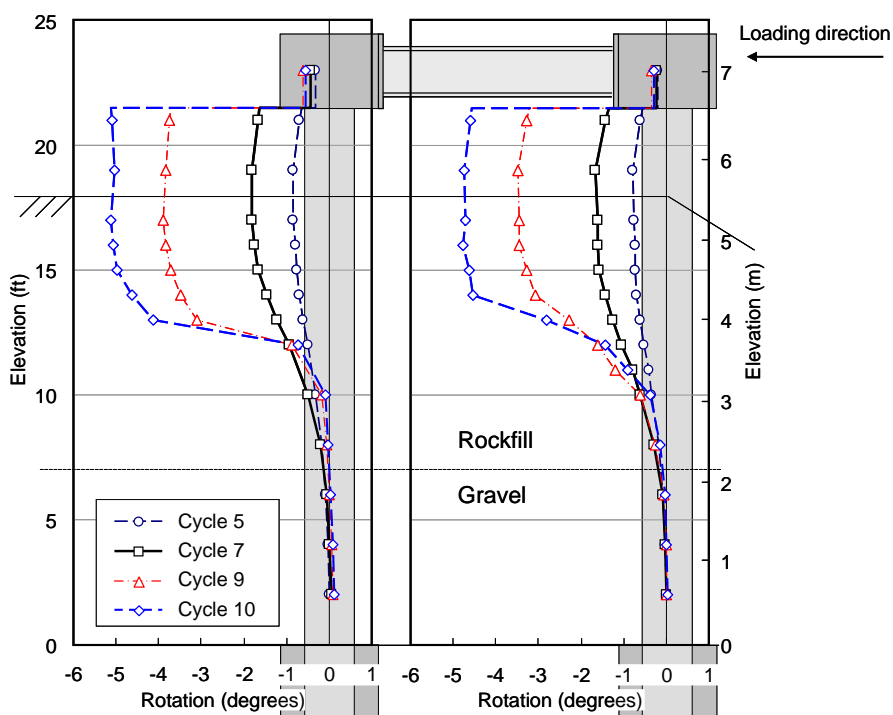 Loading direction
25
20
15
10
5
0
Elevation (ft)
7
6
5
4
3
2
1
0
Elevation (m)
Rockfill
Gravel
Cycle 5
Cycle 7
Cycle 9
Cycle 10
-6 -5 -4 -3 -2 -1 0 1
Rotation (degrees)
-6 -5 -4 -3 -2 -1 0 1
Rotation (degrees)